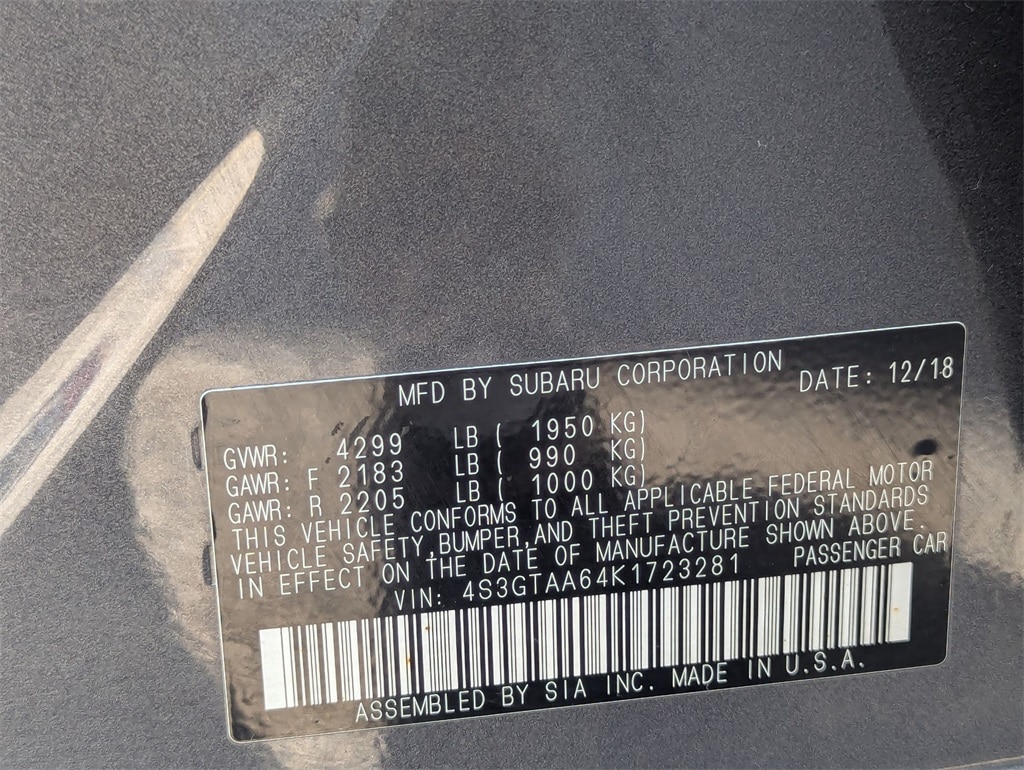 MFD BY SUBARU CORPORATION DATE: 12/18
GVWR: 4299 LB ( 1950 KG)
GAWR: F 2183 LB ( 990 KG)
GAWR: R 2205 LB ( 1000 KG)
THIS VEHICLE CONFORMS TO ALL APPLICABLE FEDERAL MOTOR
VEHICLE SAFETY,BUMPER,AND THEFT PREVENTION STANDARDS
IN EFFECT ON THE DATE OF MANUFACTURE SHOWN ABOVE.
VIN: 4S3GTAA64K1723281 PASSENGER CAR
ASSEMBLED BY SIA INC. MADE IN U.S.A.